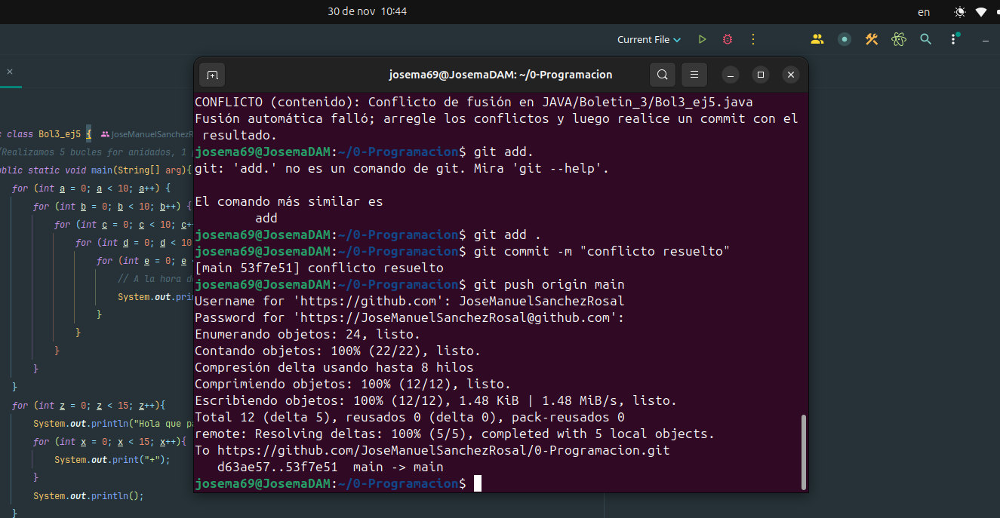 30 de nov 10:44
en
Current File
josema69@JosemaDAM: ~/0-Programacion
class Bol3_ej5 { JoseManuelSanchezR
Realizamos 5 bucles for anidados, 1
static void main(String[] arg){
for (int a = 0; a < 10; a++) {
for (int b = 0; b < 10; b++) {
for (int c = 0; c < 10; c+
for (int d = 0; d < 10
for (int e = 0; e
// A la hora d
System.out.pri
}
}
}
}
}
for (int z = 0; z < 15; z++){
System.out.println("Hola que p
for (int x = 0; x < 15; x++){
System.out.print("+");
}
System.out.println();
}
CONFLICTO (contenido): Conflicto de fusión en JAVA/Boletin_3/Bol3_ej5.java
Fusión automática falló; arregle los conflictos y luego realice un commit con el
resultado.
josema69@JosemaDAM:~/0-Programacion$ git add.
git: 'add.' no es un comando de git. Mira 'git --help'.
El comando más similar es
add
josema69@JosemaDAM:~/0-Programacion$ git add .
josema69@JosemaDAM:~/0-Programacion$ git commit -m "conflicto resuelto"
[main 53f7e51] conflicto resuelto
josema69@JosemaDAM:~/0-Programacion$ git push origin main
Username for 'https://github.com': JoseManuelSanchezRosal
Password for 'https://JoseManuelSanchezRosal@github.com':
Enumerando objetos: 24, listo.
Contando objetos: 100% (22/22), listo.
Compresión delta usando hasta 8 hilos
Comprimiendo objetos: 100% (12/12), listo.
Escribiendo objetos: 100% (12/12), 1.48 KiB | 1.48 MiB/s, listo.
Total 12 (delta 5), reusados 0 (delta 0), pack-reusados 0
remote: Resolving deltas: 100% (5/5), completed with 5 local objects.
To https://github.com/JoseManuelSanchezRosal/0-Programacion.git
d63ae57..53f7e51 main -> main
josema69@JosemaDAM:~/0-Programacion$